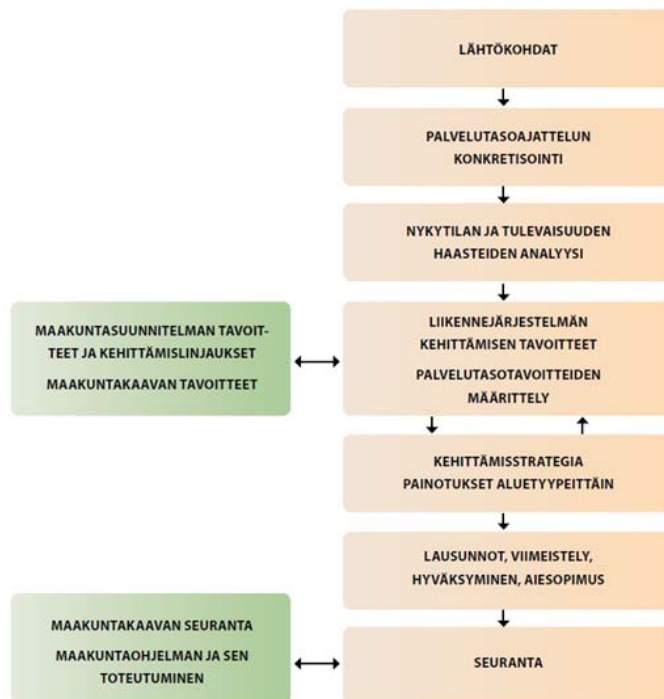 LÄHTÖKOHDAT
PALVELUTASOAJATTELUN
KONKRETISOINTI
NYKYTILAN JA TULEVAISUUDEN
HAASTEIDEN ANALYYSI
MAAKUNTASUUNNITELMAN TAVOIT-
TEET JA KEHITTÄMISLINJAUKSET
MAAKUNTAKAAVAN TAVOITTEET
LIIKENNEJÄRJESTELMÄN
KEHITTÄMISEN TAVOITTEET
PALVELUTASOTAVOITTEIDEN
MÄÄRITTELY
KEHITTÄMISSTRATEGIA
PAINOTUKSET ALUETYYPEITTÄIN
LAUSUNNOT, VIIMEISTELY,
HYVÄKSYMINEN, AIESOPIMUS
MAAKUNTAKAAVAN SEURANTA
MAAKUNTAOHJELMAN JA SEN
TOTEUTUMINEN
SEURANTA